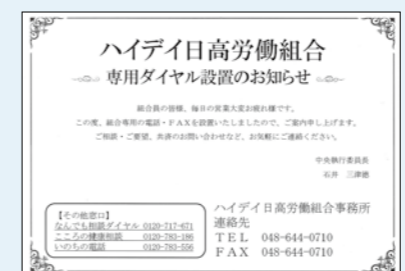 ハイデイ日高労働組合
専用ダイヤル設置のお知らせ
組合員の皆様、毎日の営業大変お疲れ様です。
この度、組合専用の電話・ＦＡＸを設置いたしましたので、ご案内申し上げます。
ご相談・ご要望、共済のお問い合わせなど、お気軽にご連絡ください。
中央執行委員長
石井 三津徳
【その他窓口】
なんでも相談ダイヤル 0120-717-671
こころの健康相談 0120-783-186
いのちの電話 0120-783-556
ハイデイ日高労働組合事務所
連絡先
ＴＥＬ 048-644-0710
ＦＡＸ 048-644-0710